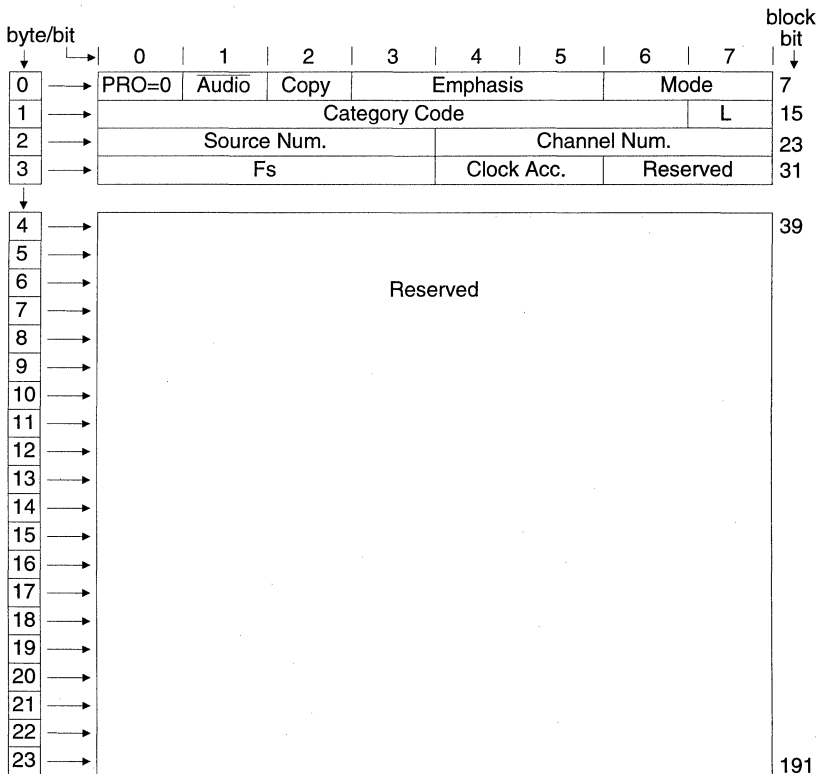 block
byte/bit bit
0 1 2 3 4 5 6 7
0 PRO=0 Audio Copy Emphasis Mode 7
1 Category Code L 15
2 Source Num. Channel Num. 23
3 Fs Clock Acc. Reserved 31
4 39
5
6 Reserved
7
8
9
10
11
12
13
14
15
16
17
18
19
20
21
22
23 191